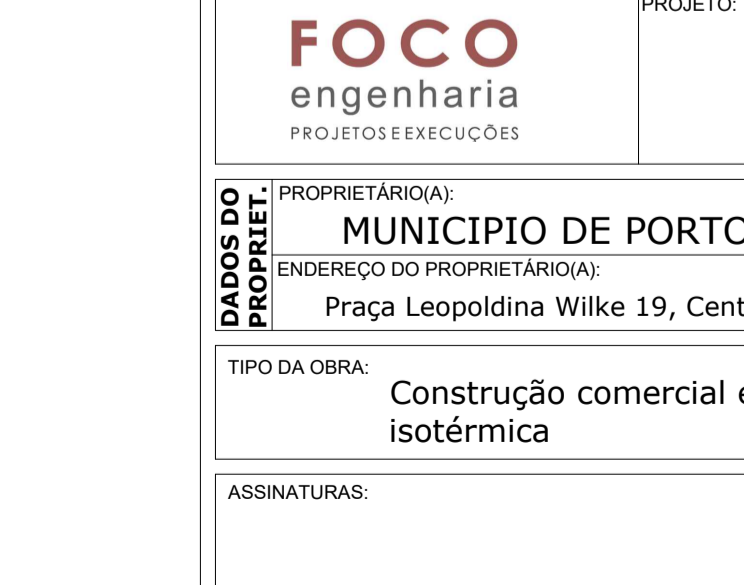 PROJETO:
FOCO
engenharia
PROJETOS E EXECUÇÕES
DADOS DO
PROPRIET.
PROPRIETÁRIO(A):
MUNICIPIO DE PORTO
ENDEREÇO DO PROPRIETÁRIO(A):
Praça Leopoldina Wilke 19, Cent
TIPO DA OBRA:
Construção comercial e
isotérmica
ASSINATURAS: